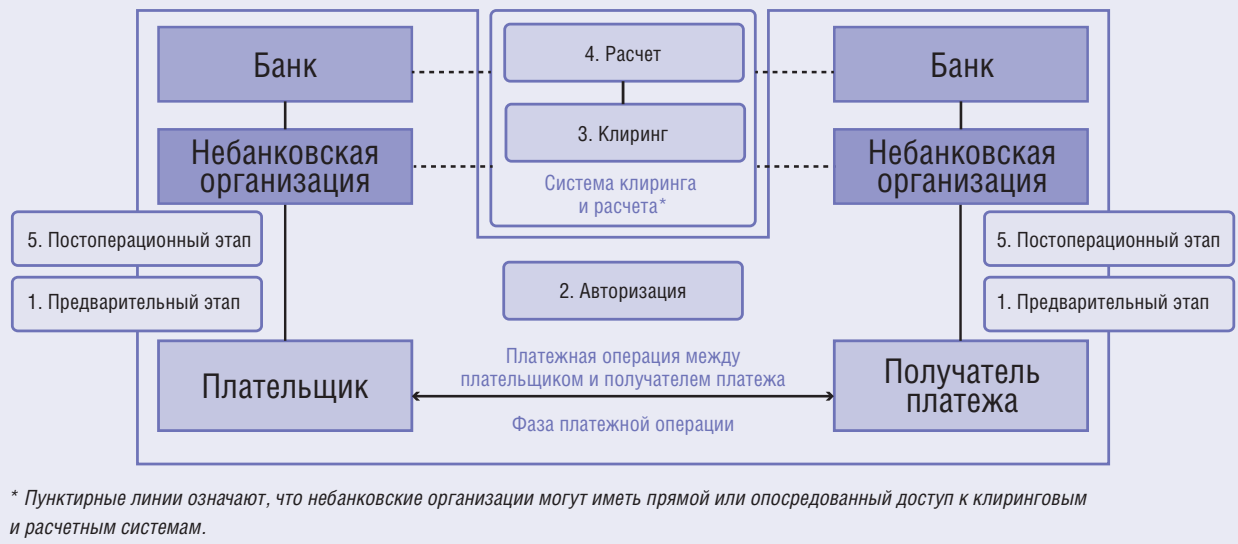 Банк
4. Расчет
Банк
3. Клиринг
Небанковская
организация
Система клиринга
и расчета*
Небанковская
организация
5. Постоперационный этап
5. Постоперационный этап
1. Предварительный этап
2. Авторизация
1. Предварительный этап
Плательщик
Платежная операция между
плательщиком и получателем платежа
Фаза платежной операции
Получатель
платежа
* Пунктирные линии означают, что небанковские организации могут иметь прямой или опосредованный доступ к клиринговым
и расчетным системам.